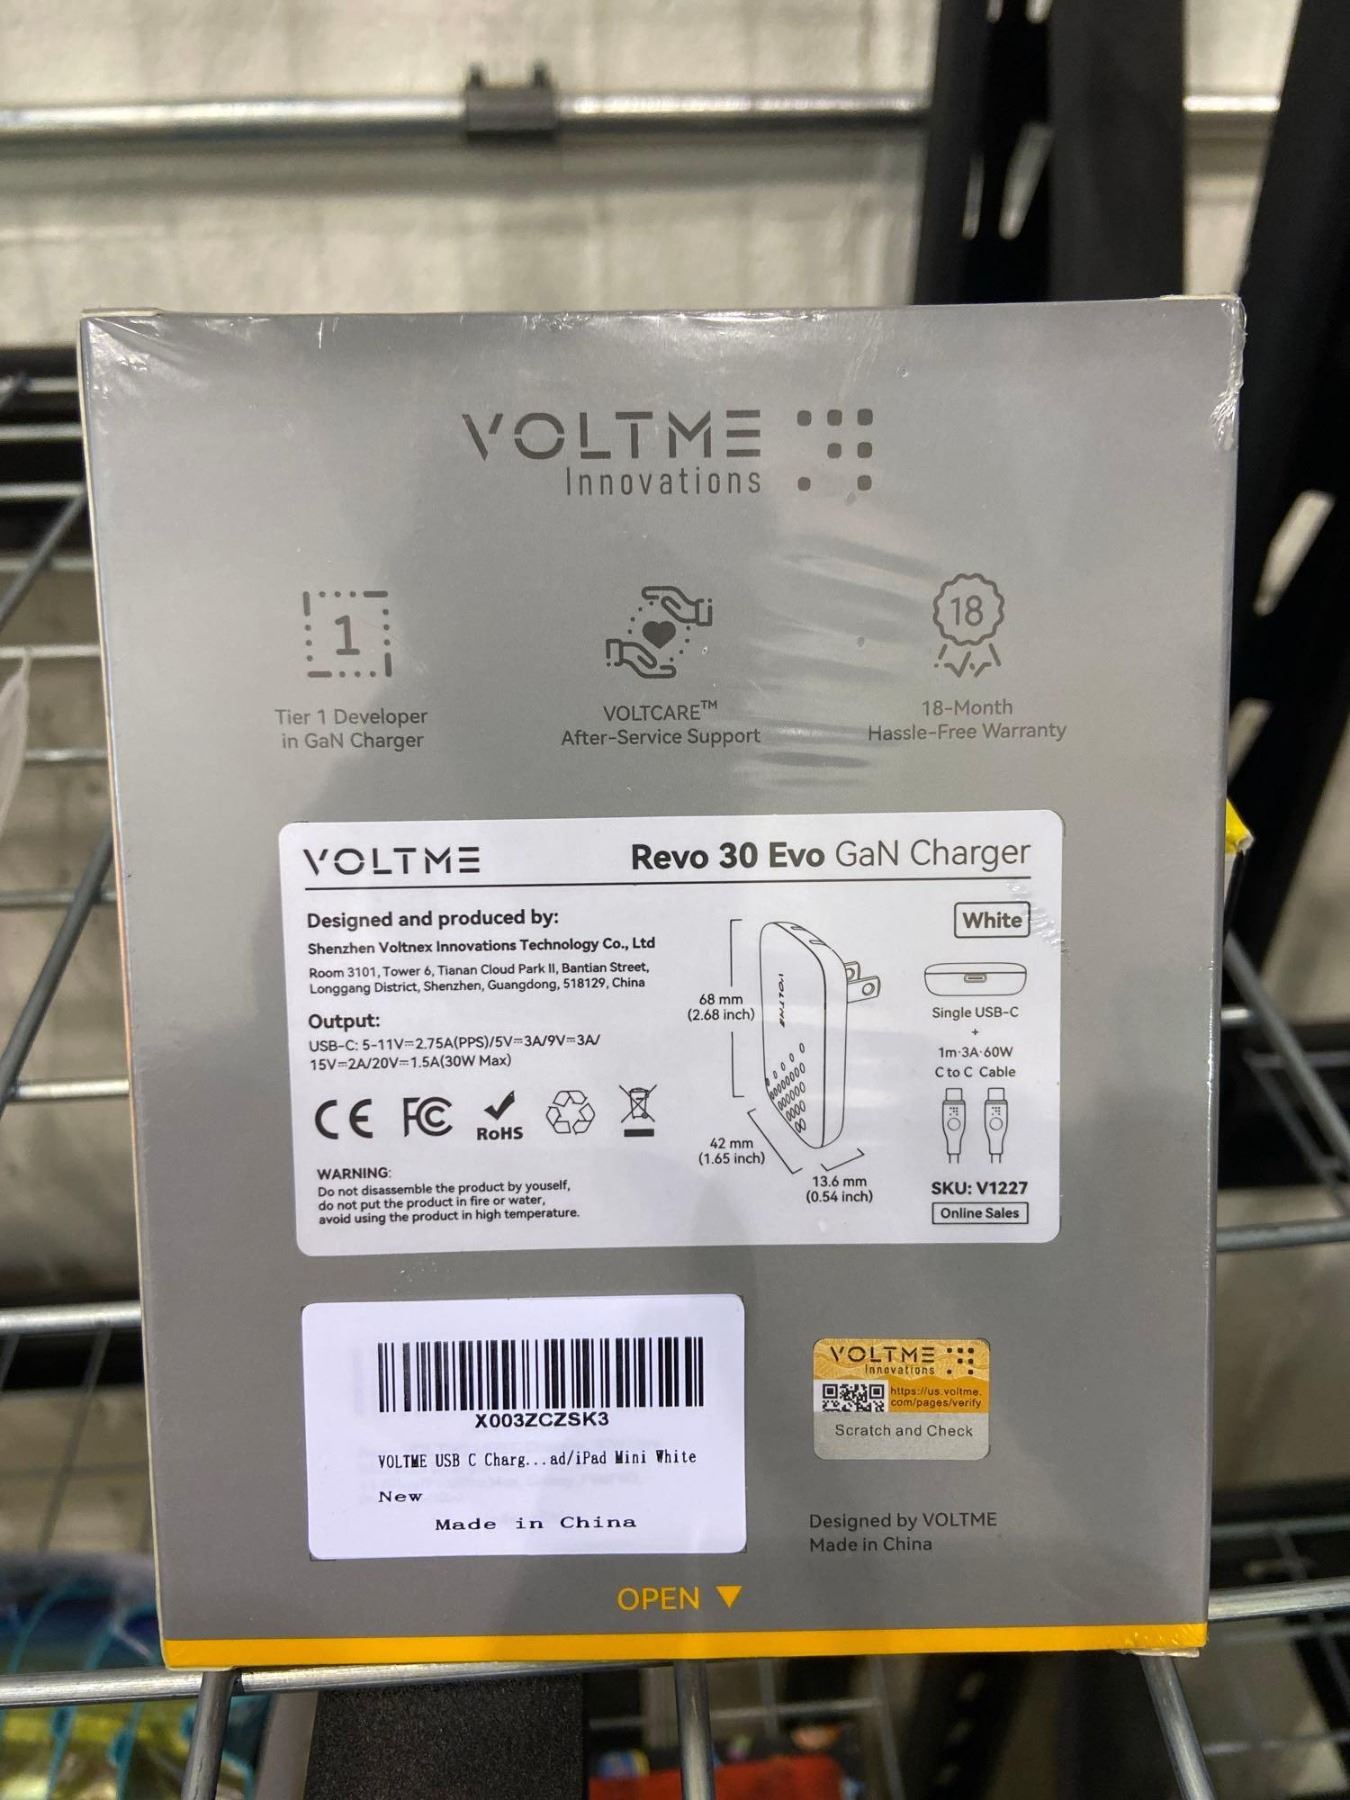 VOLTME
Innovations
1
18
Tier 1 Developer
in GaN Charger
VOLTCARE™
After-Service Support
18-Month
Hassle-Free Warranty
VOLTME
Revo 30 Evo GaN Charger
Designed and produced by:
Shenzhen Voltnex Innovations Technology Co., Ltd
Room 3101, Tower 6, Tianan Cloud Park II, Bantian Street,
Longgang District, Shenzhen, Guangdong, 518129, China
Output:
USB-C: 5-11V⎓2.75A(PPS)/5V⎓3A/9V⎓3A/
15V⎓2A/20V⎓1.5A(30W Max)
CE FC RoHS
WARNING:
Do not disassemble the product by youself,
do not put the product in fire or water,
avoid using the product in high temperature.
VOLTME
68 mm
(2.68 inch)
42 mm
(1.65 inch)
13.6 mm
(0.54 inch)
White
Single USB-C
+
1m·3A·60W
C to C Cable
SKU: V1227
Online Sales
X003ZCZSK3
VOLTME USB C Charg...ad/iPad Mini White
New
Made in China
VOLTME
Innovations
https://us.voltme.
com/pages/verify
Scratch and Check
Designed by VOLTME
Made in China
OPEN